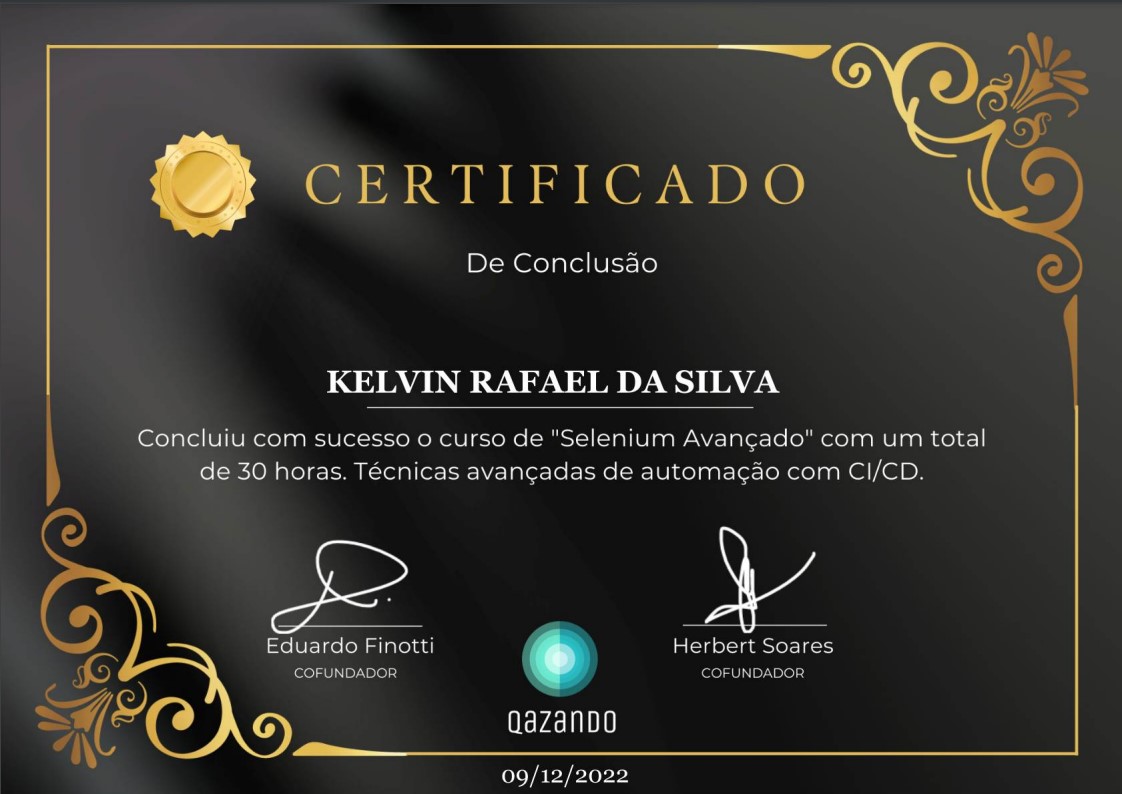 CERTIFICADO
De Conclusão
KELVIN RAFAEL DA SILVA
Concluiu com sucesso o curso de "Selenium Avançado" com um total
de 30 horas. Técnicas avançadas de automação com CI/CD.
Eduardo Finotti
COFUNDADOR
Herbert Soares
COFUNDADOR
QAZANDO
09/12/2022